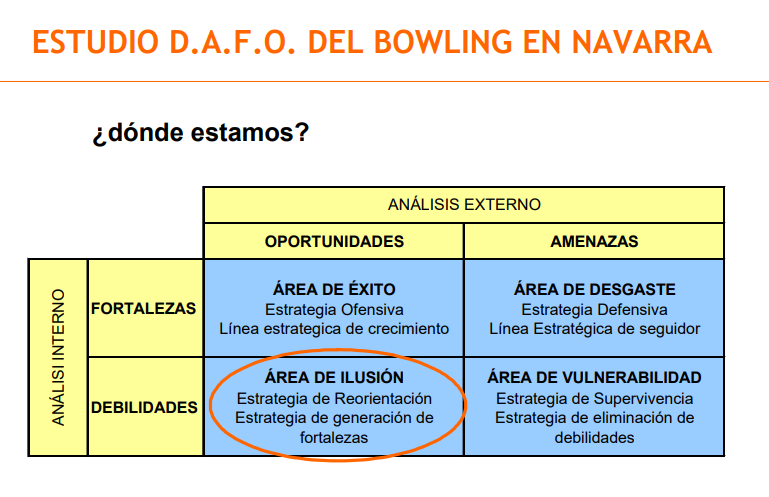 ESTUDIO D.A.F.O. DEL BOWLING EN NAVARRA
¿dónde estamos?
ANÁLISIS EXTERNO
OPORTUNIDADES
AMENAZAS
ANÁLISI INTERNO
FORTALEZAS
ÁREA DE ÉXITO
Estrategia Ofensiva
Línea estrategica de crecimiento
ÁREA DE DESGASTE
Estrategia Defensiva
Línea Estratégica de seguidor
DEBILIDADES
ÁREA DE ILUSIÓN
Estrategia de Reorientación
Estrategia de generación de
fortalezas
ÁREA DE VULNERABILIDAD
Estrategia de Supervivencia
Estrategia de eliminación de
debilidades